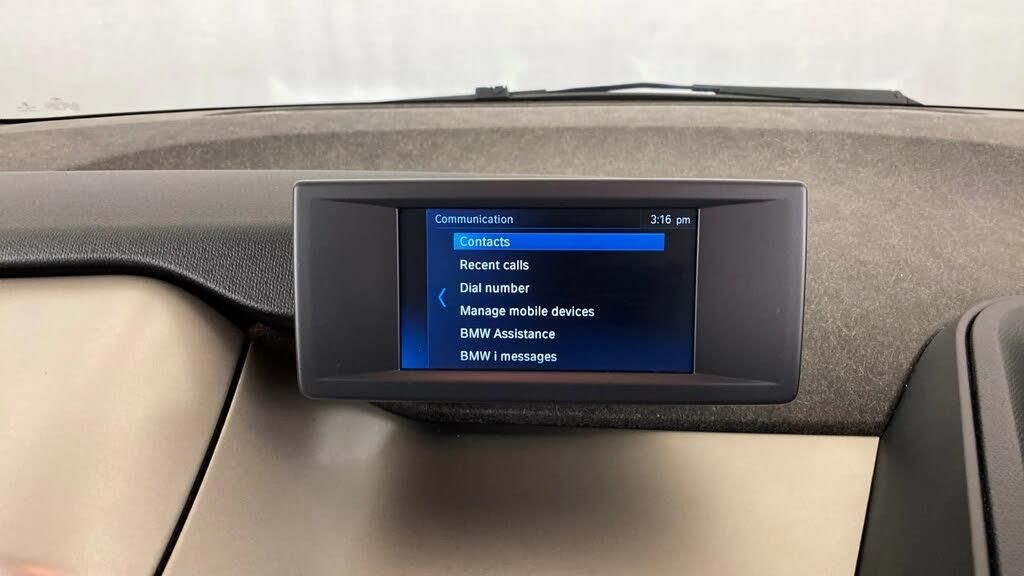 Communication 3:16 pm
Contacts
Recent calls
Dial number
Manage mobile devices
BMW Assistance
BMW i messages